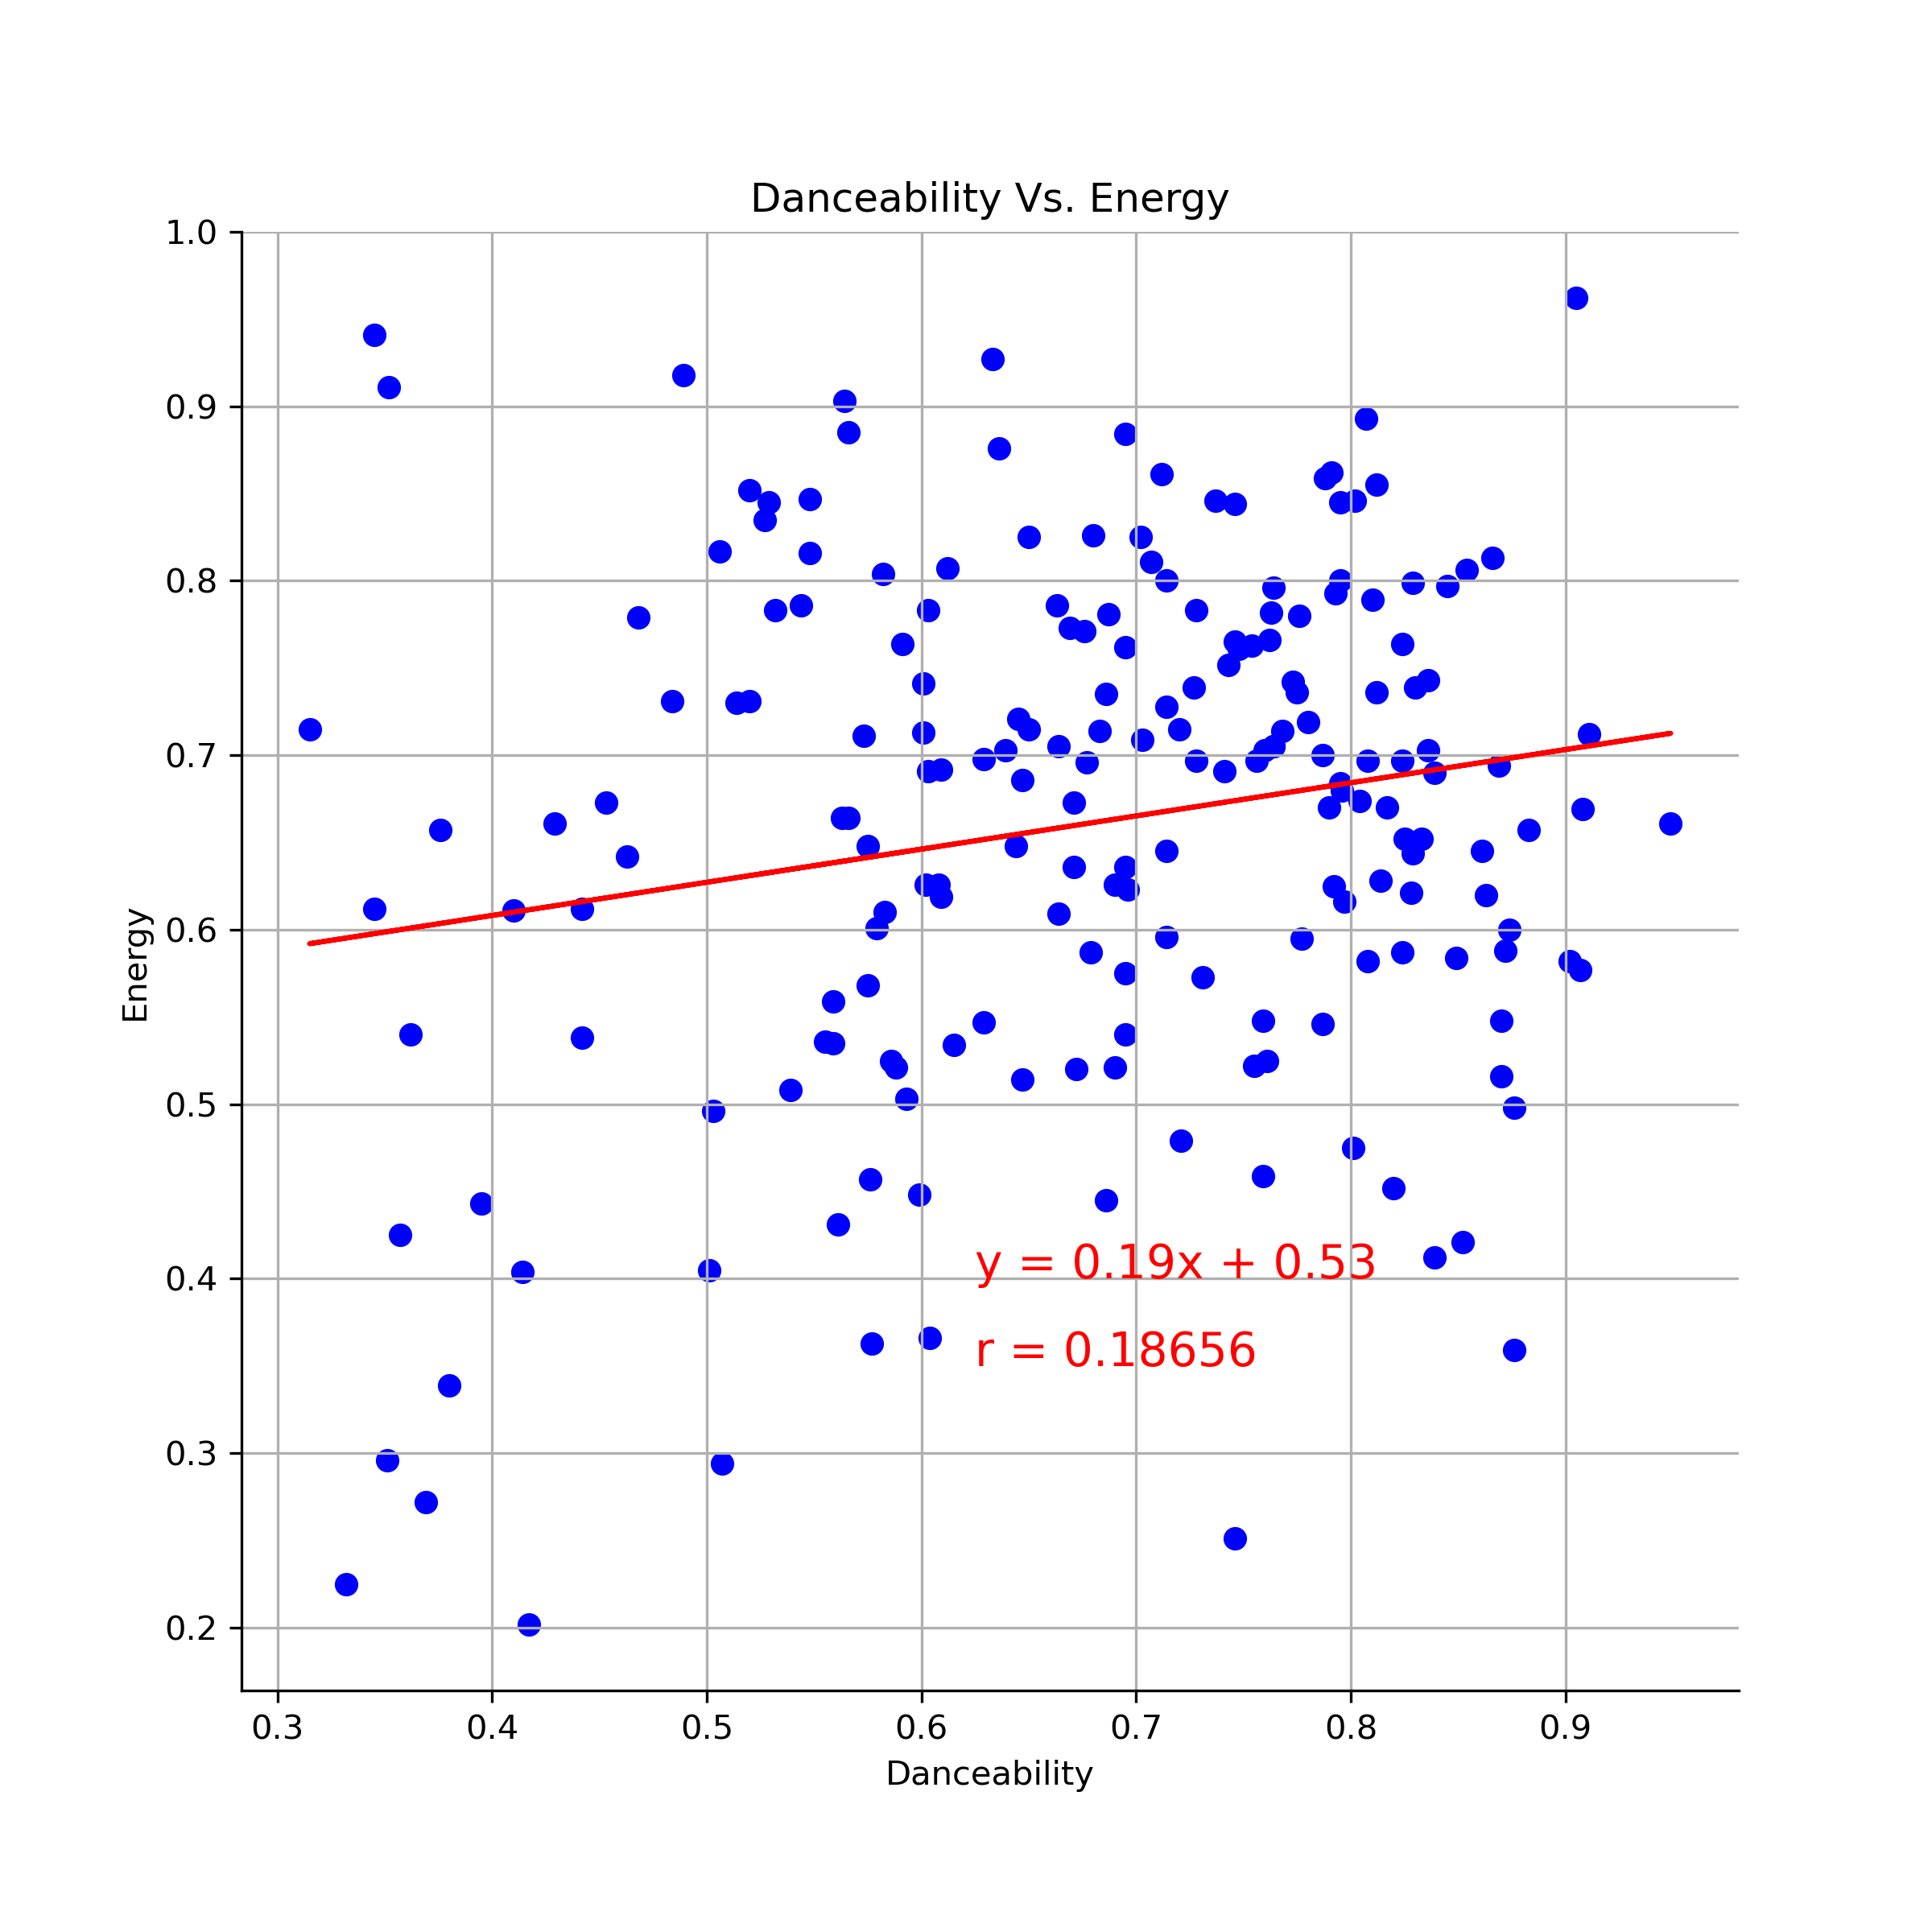 Danceability Vs. Energy
1.0
0.9
0.8
0.7
0.6
0.5
0.4
0.3
0.2
Energy
y = 0.19x + 0.53
r = 0.18656
0.3 0.4 0.5 0.6 0.7 0.8 0.9
Danceability